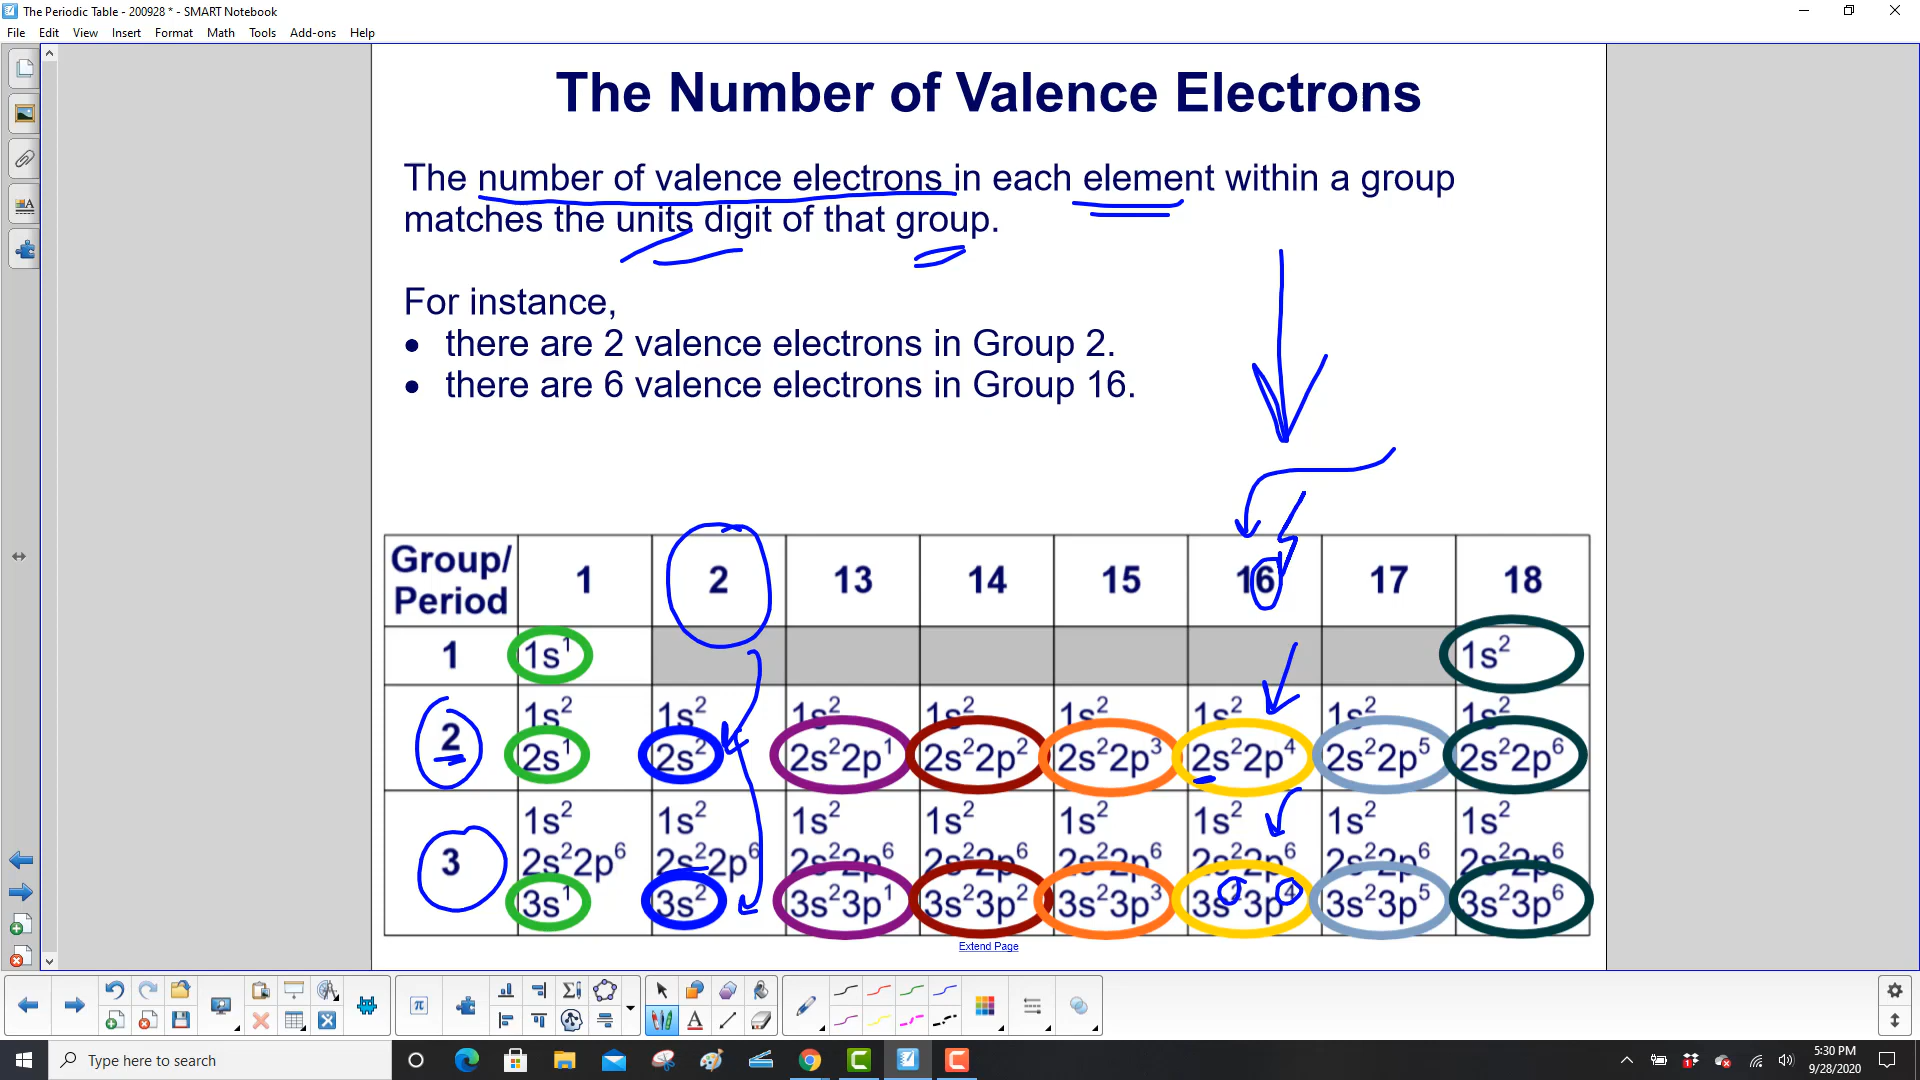 The Periodic Table - 200928 * - SMART Notebook
File Edit View Insert Format Math Tools Add-ons Help
The Number of Valence Electrons
The number of valence electrons in each element within a group
matches the units digit of that group.
For instance,
• there are 2 valence electrons in Group 2.
• there are 6 valence electrons in Group 16.
Group/
Period 1 2 13 14 15 16 17 18
1 1s¹ 1s²
1s² 1s² 1s² 1s² 1s² 1s² 1s² 1s²
2 2s¹ 2s² 2s²2p¹ 2s²2p² 2s²2p³ 2s²2p⁴ 2s²2p⁵ 2s²2p⁶
1s² 1s² 1s² 1s² 1s² 1s² 1s² 1s²
3 2s²2p⁶ 2s²2p⁶ 2s²2p⁶ 2s²2p⁶ 2s²2p⁶ 2s²2p⁶ 2s²2p⁶ 2s²2p⁶
3s¹ 3s² 3s²3p¹ 3s²3p² 3s²3p³ 3s²3p⁴ 3s²3p⁵ 3s²3p⁶
Extend Page
Type here to search
5:30 PM
9/28/2020